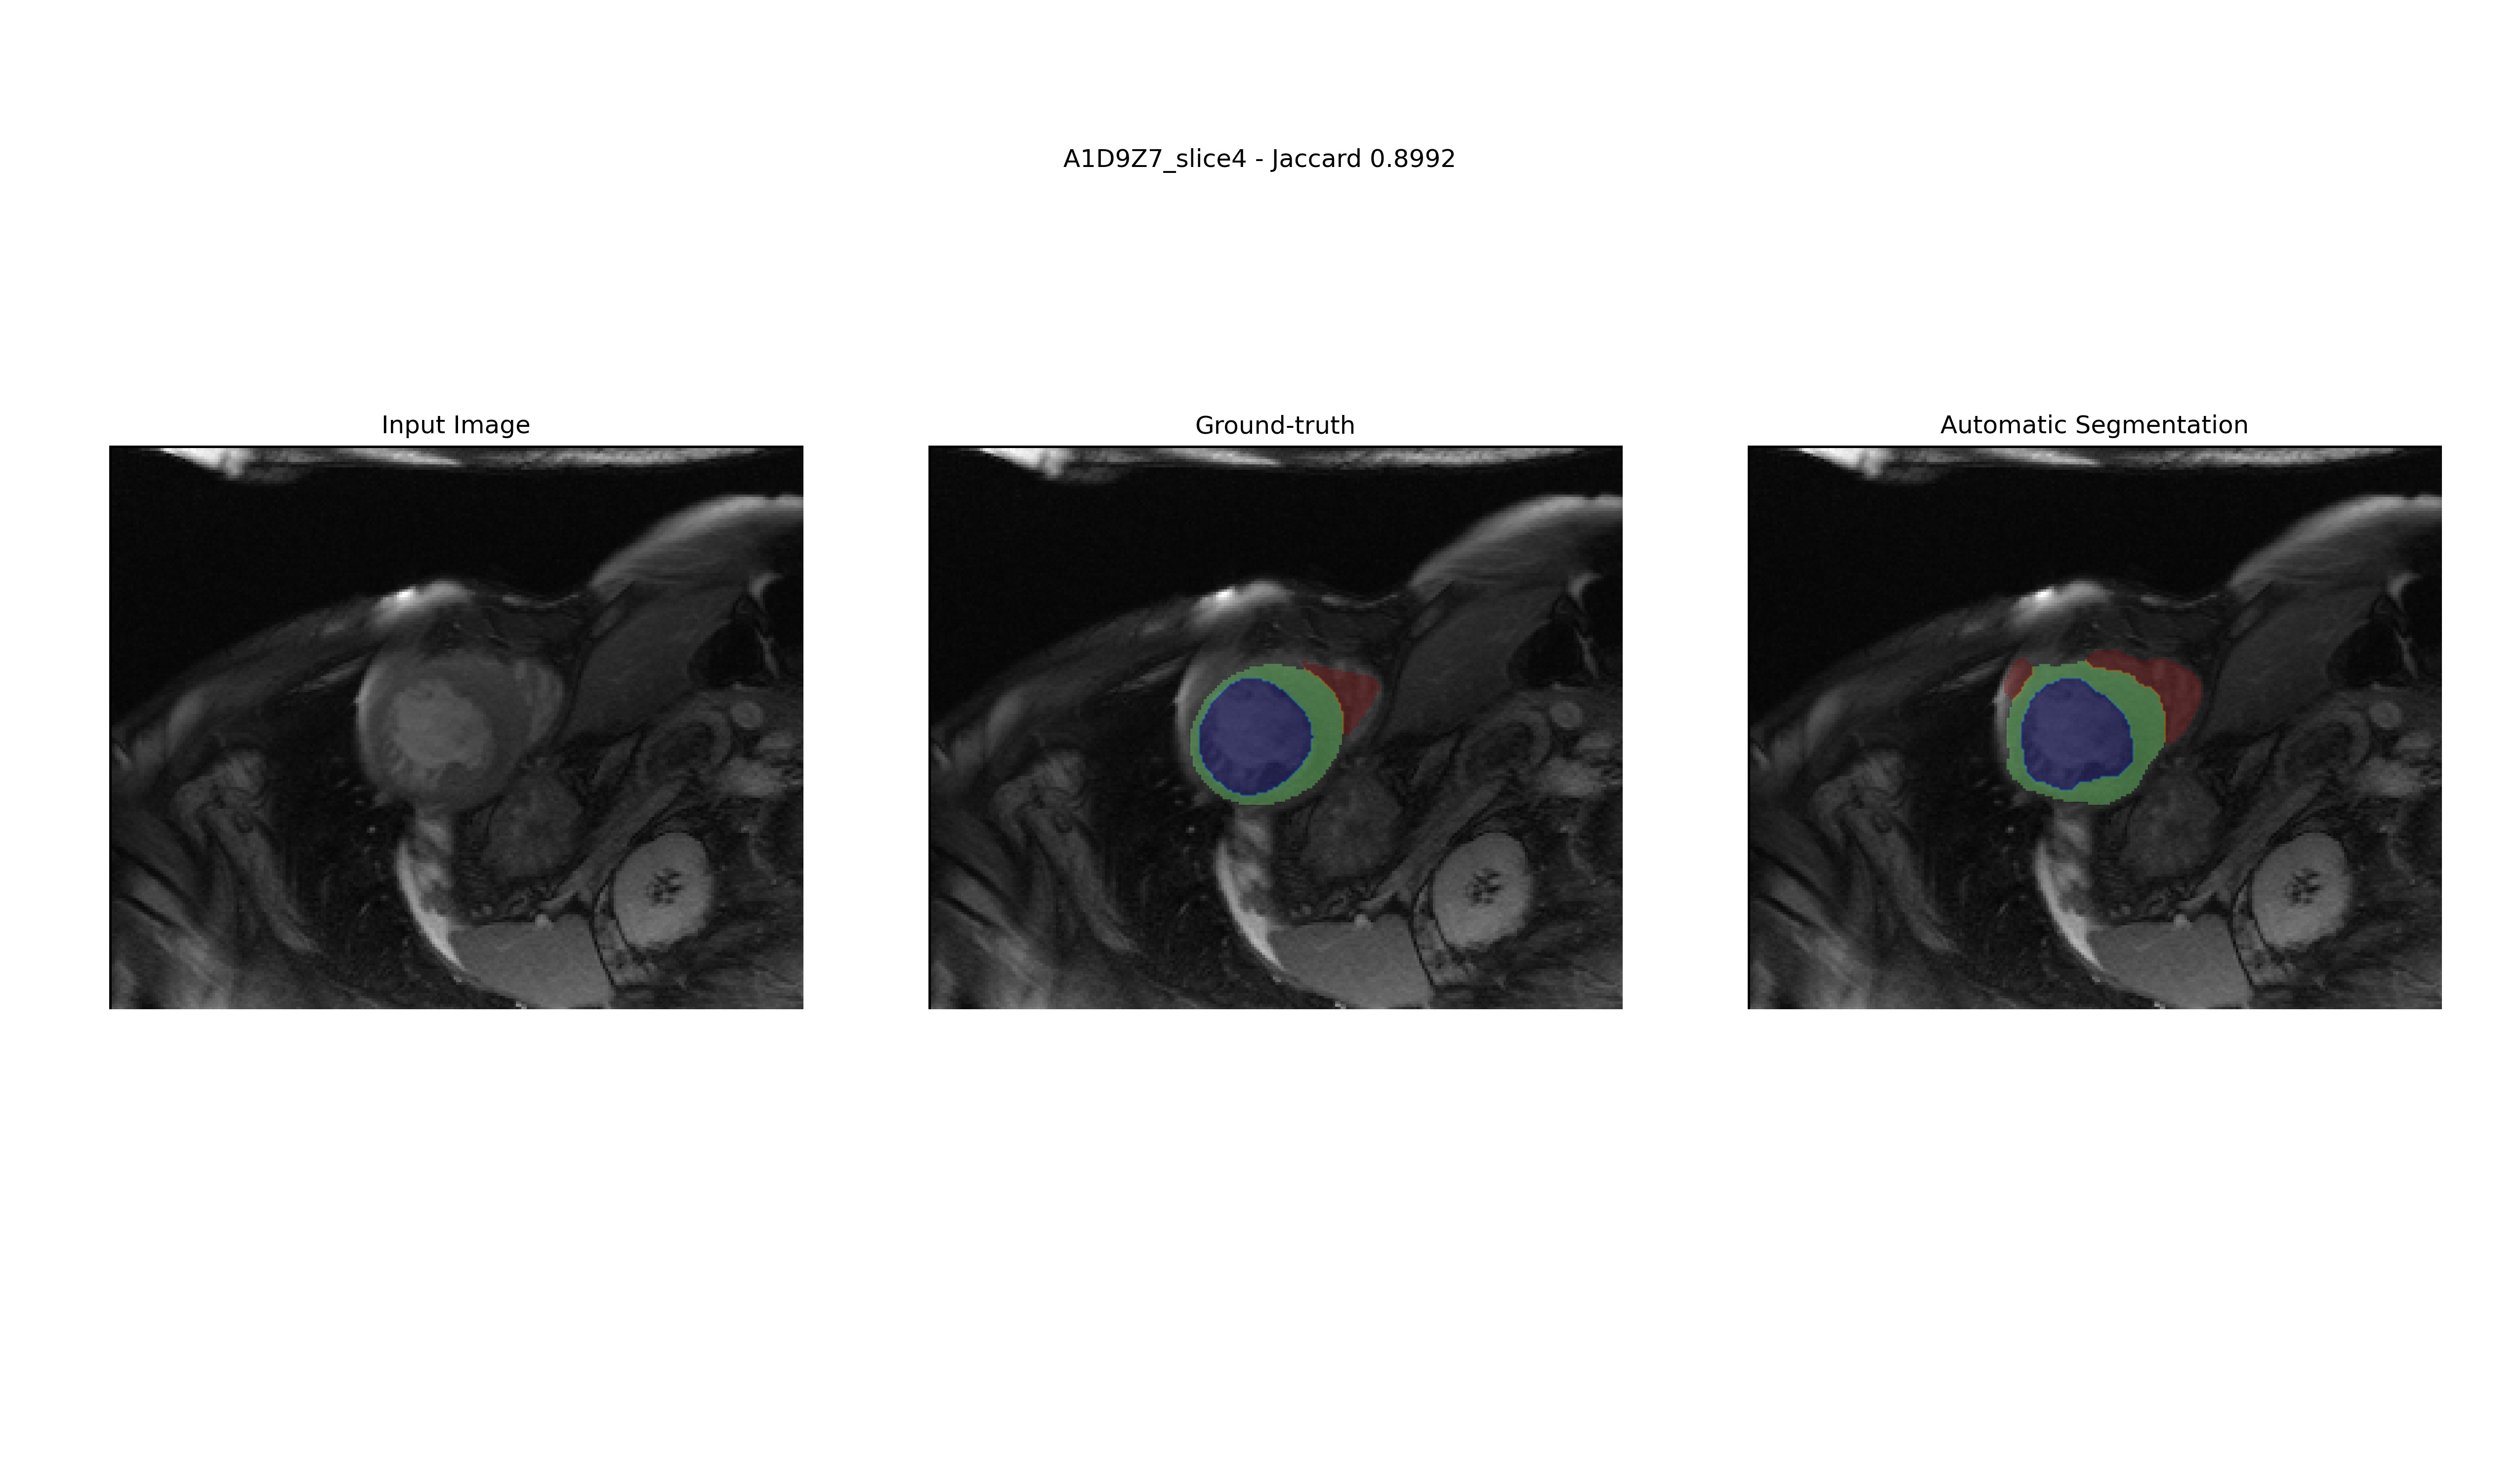 A1D9Z7_slice4 - Jaccard 0.8992
Input Image
Ground-truth
Automatic Segmentation